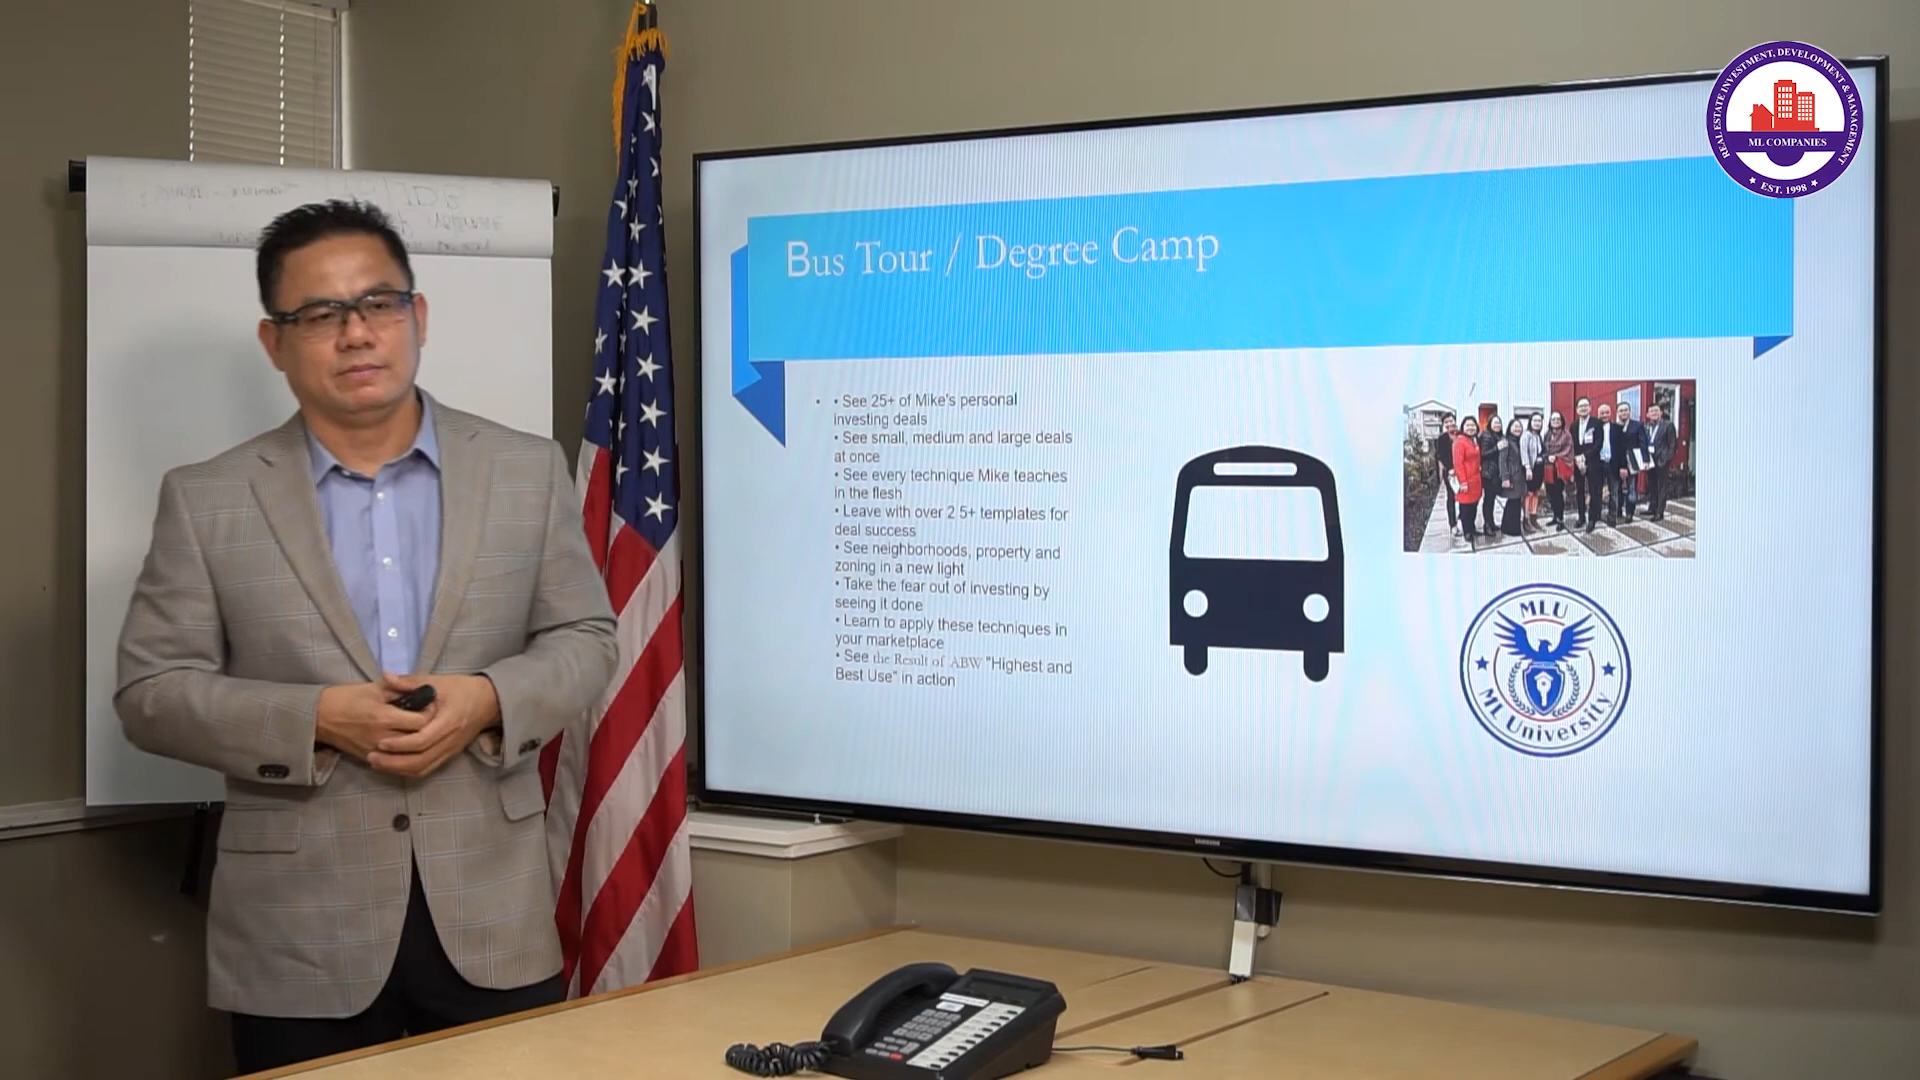 REAL ESTATE INVESTMENT, DEVELOPMENT & MANAGEMENT
ML COMPANIES
EST. 1998
IDS
Bus Tour / Degree Camp
• • See 25+ of Mike's personal
investing deals
• See small, medium and large deals
at once
• See every technique Mike teaches
in the flesh
• Leave with over 2 5+ templates for
deal success
• See neighborhoods, property and
zoning in a new light
• Take the fear out of investing by
seeing it done
• Learn to apply these techniques in
your marketplace
• See the Result of ABW "Highest and
Best Use" in action
MLU
ML University
SAMSUNG